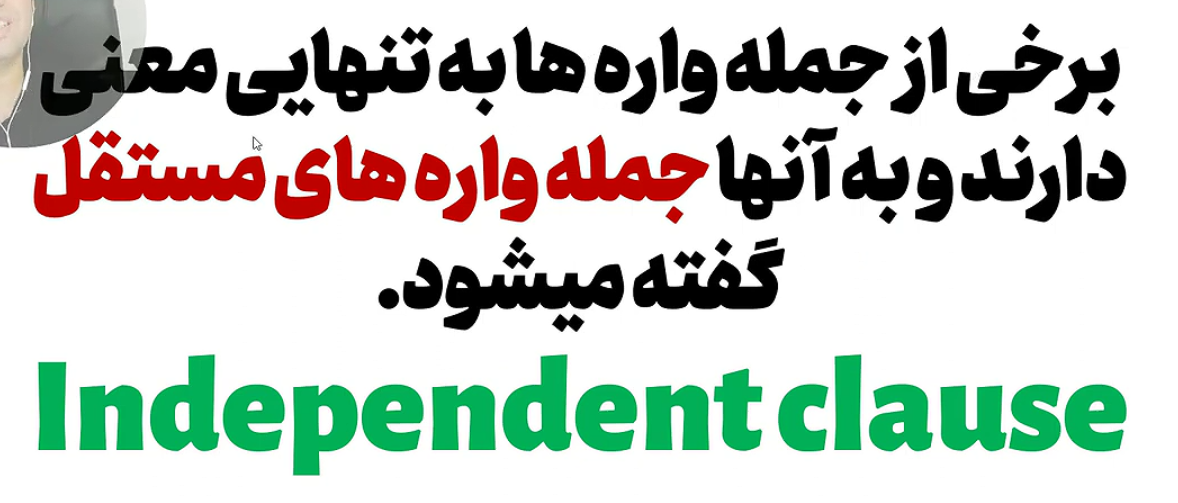 برخی از جمله واره ها به تنهایی معنی
دارند و به آنها جمله واره های مستقل
گفته میشود.
Independent clause